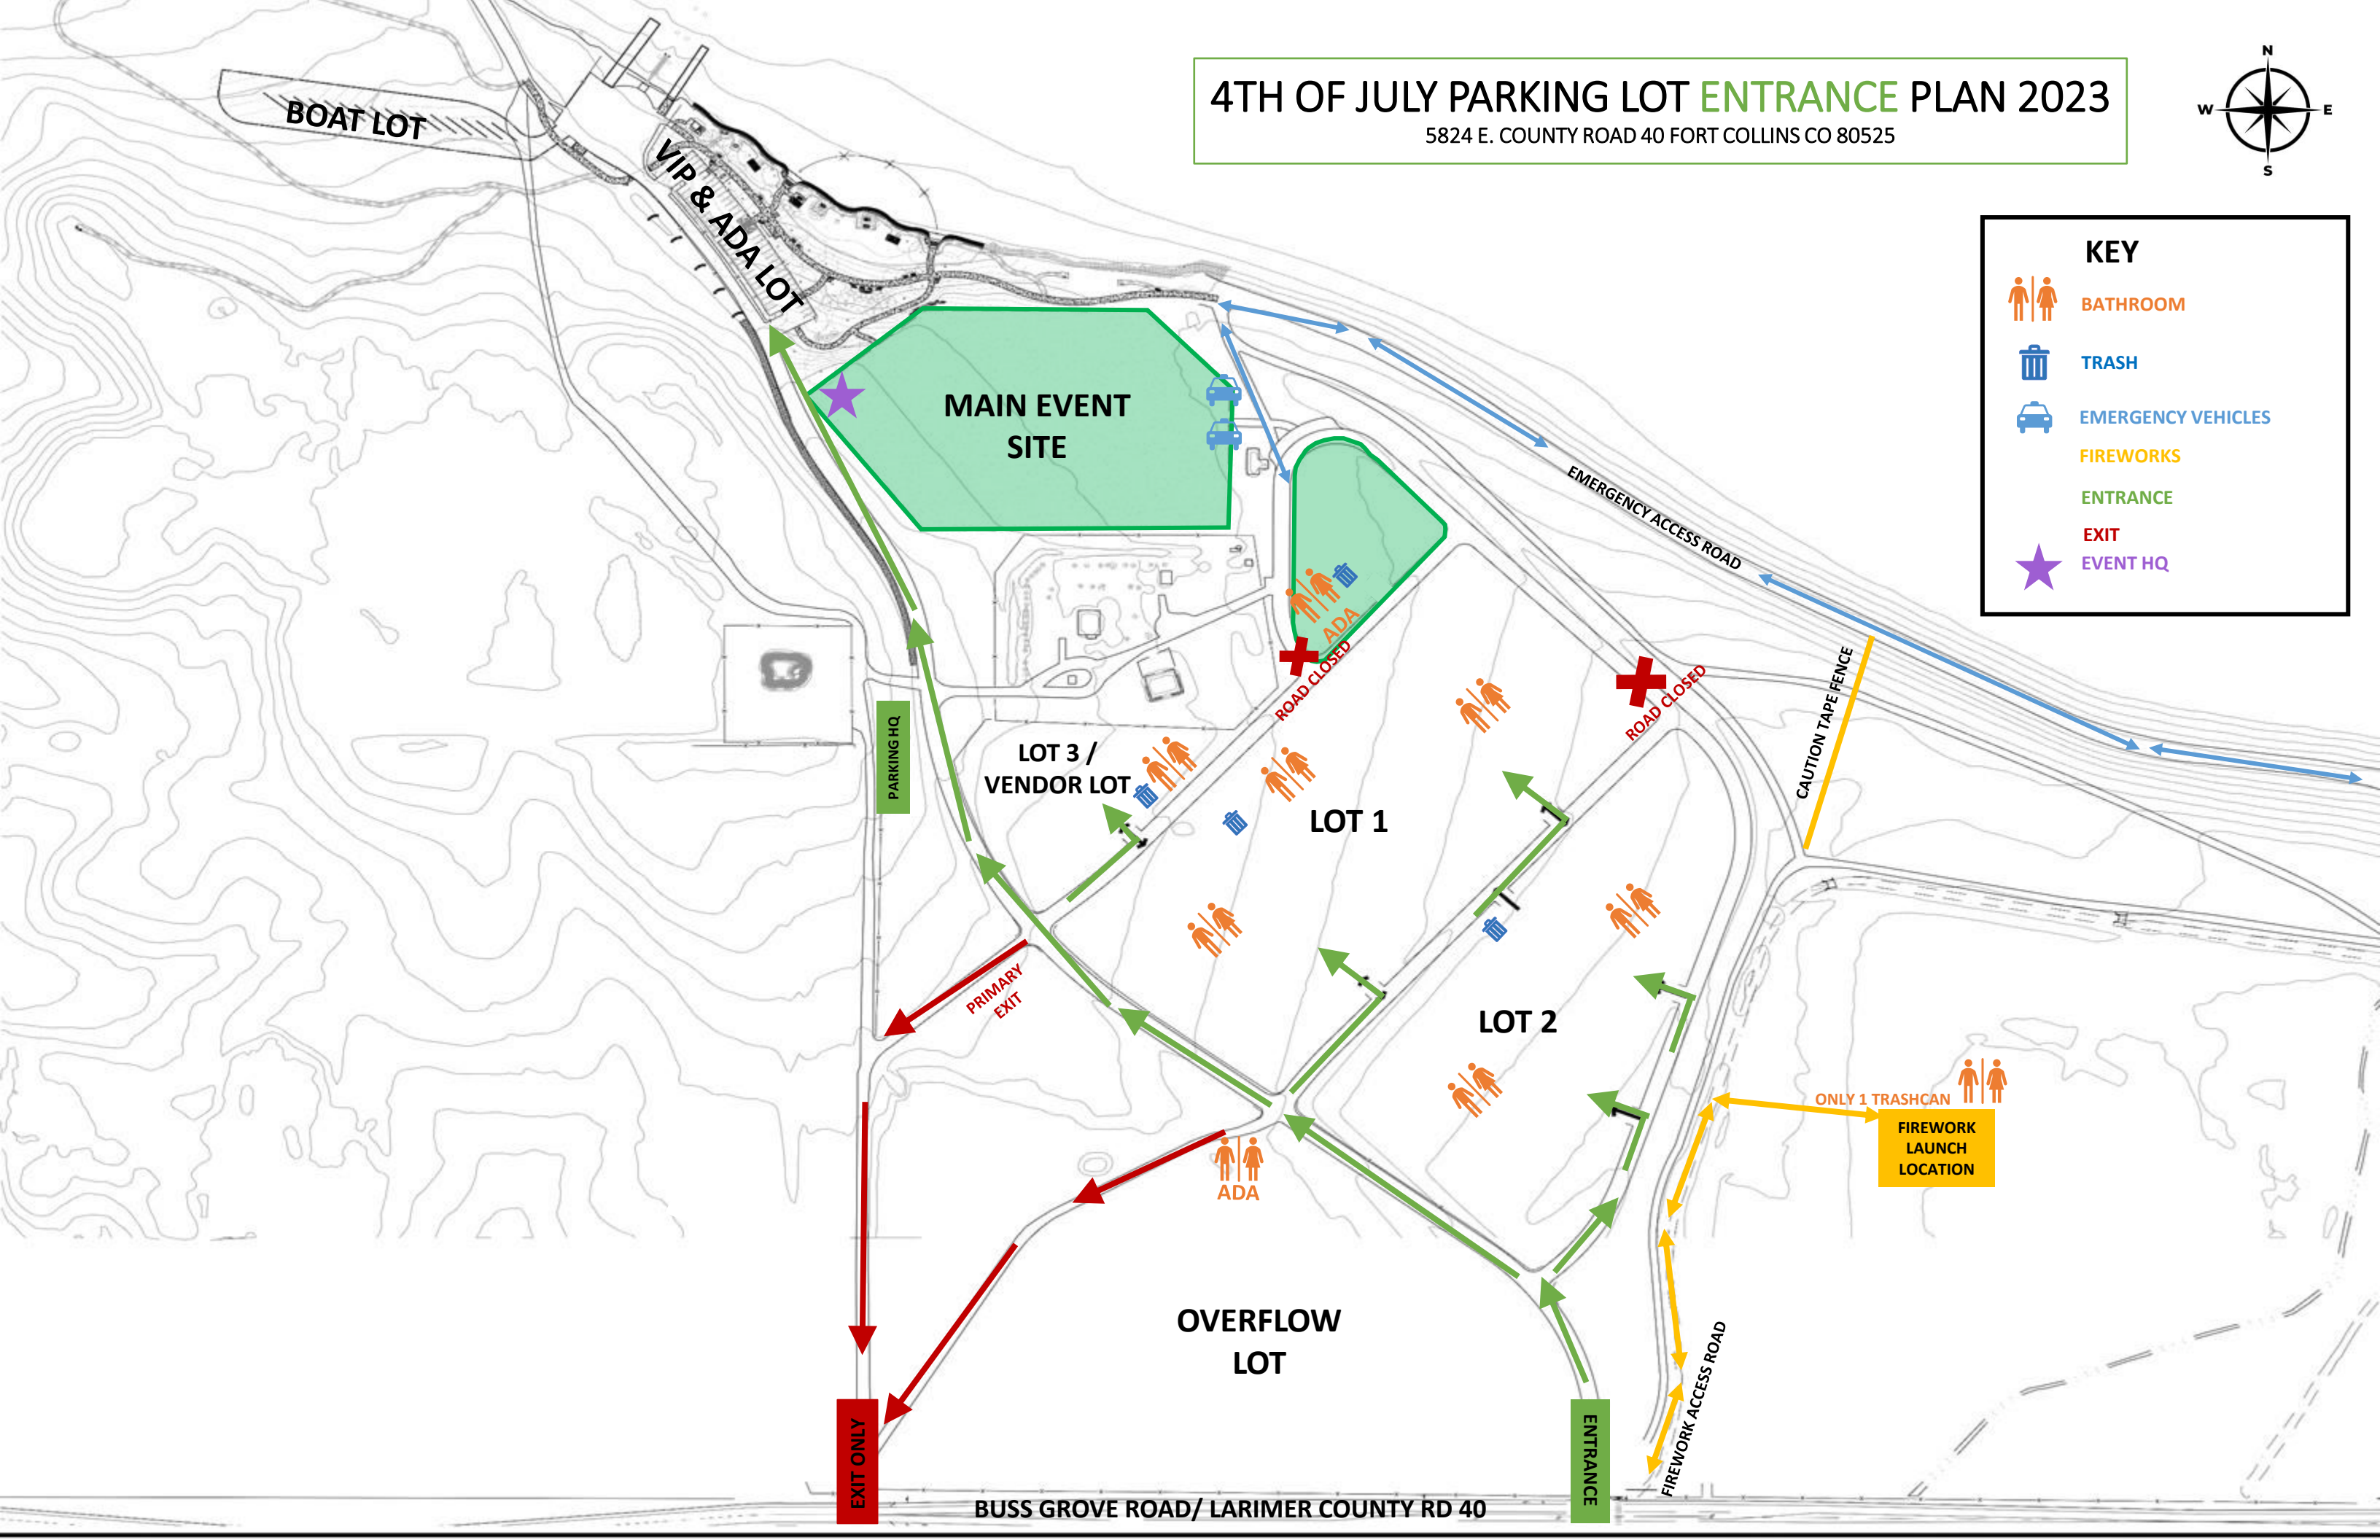 4TH OF JULY PARKING LOT ENTRANCE PLAN 2023
5824 E. COUNTY ROAD 40 FORT COLLINS CO 80525
N
W
E
S
KEY
BATHROOM
TRASH
EMERGENCY VEHICLES
FIREWORKS
ENTRANCE
EXIT
EVENT HQ
BOAT LOT
VIP & ADA LOT
MAIN EVENT
SITE
EMERGENCY ACCESS ROAD
ADA
ROAD CLOSED
ROAD CLOSED
CAUTION TAPE FENCE
PARKING HQ
LOT 3 /
VENDOR LOT
LOT 1
PRIMARY
EXIT
LOT 2
ONLY 1 TRASHCAN
FIREWORK
LAUNCH
LOCATION
ADA
OVERFLOW
LOT
FIREWORK ACCESS ROAD
EXIT ONLY
ENTRANCE
BUSS GROVE ROAD/ LARIMER COUNTY RD 40